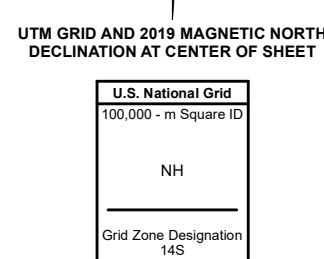 UTM GRID AND 2019 MAGNETIC NORTH
DECLINATION AT CENTER OF SHEET
U.S. National Grid
100,000 - m Square ID
NH
Grid Zone Designation
14S